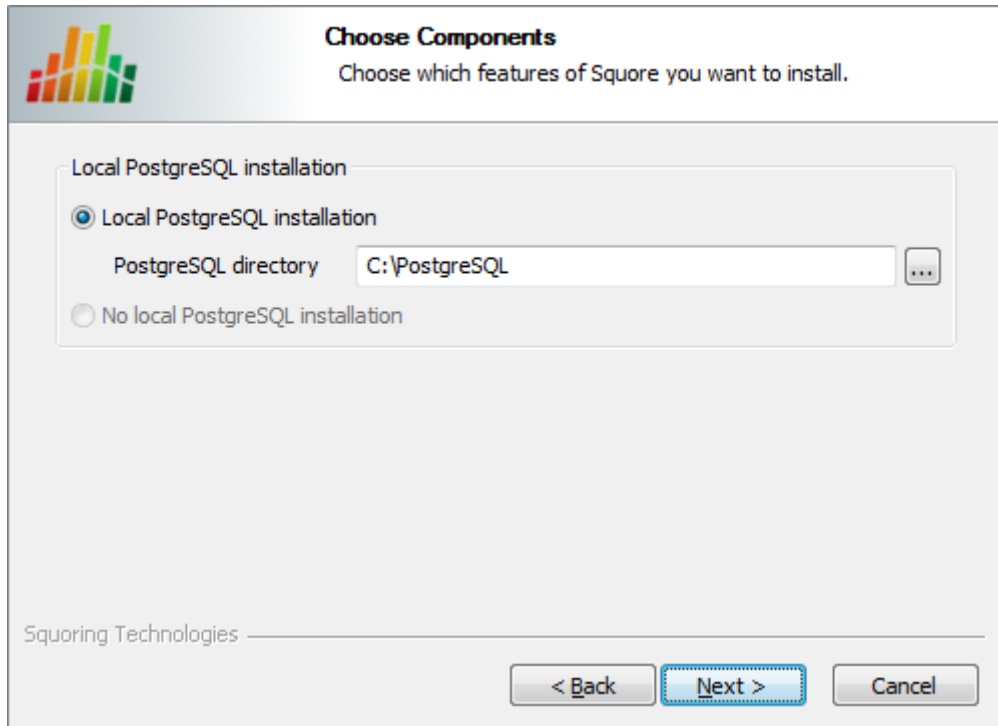 Choose Components
Choose which features of Squore you want to install.
Local PostgreSQL installation
Local PostgreSQL installation
PostgreSQL directory C:\PostgreSQL ...
No local PostgreSQL installation
Squoring Technologies
< Back Next > Cancel